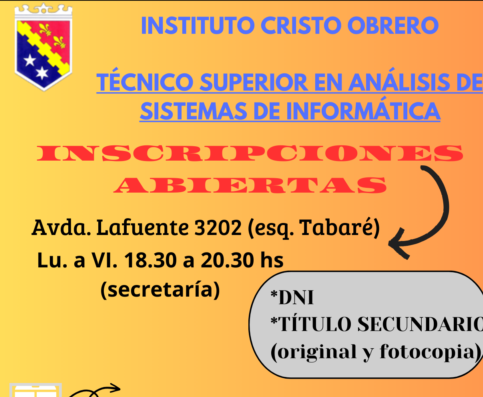 INSTITUTO CRISTO OBRERO
TÉCNICO SUPERIOR EN ANÁLISIS DE
SISTEMAS DE INFORMÁTICA
INSCRIPCIONES
ABIERTAS
Avda. Lafuente 3202 (esq. Tabaré)
Lu. a VI. 18.30 a 20.30 hs
(secretaría)
*DNI
*TÍTULO SECUNDARIO
(original y fotocopia)